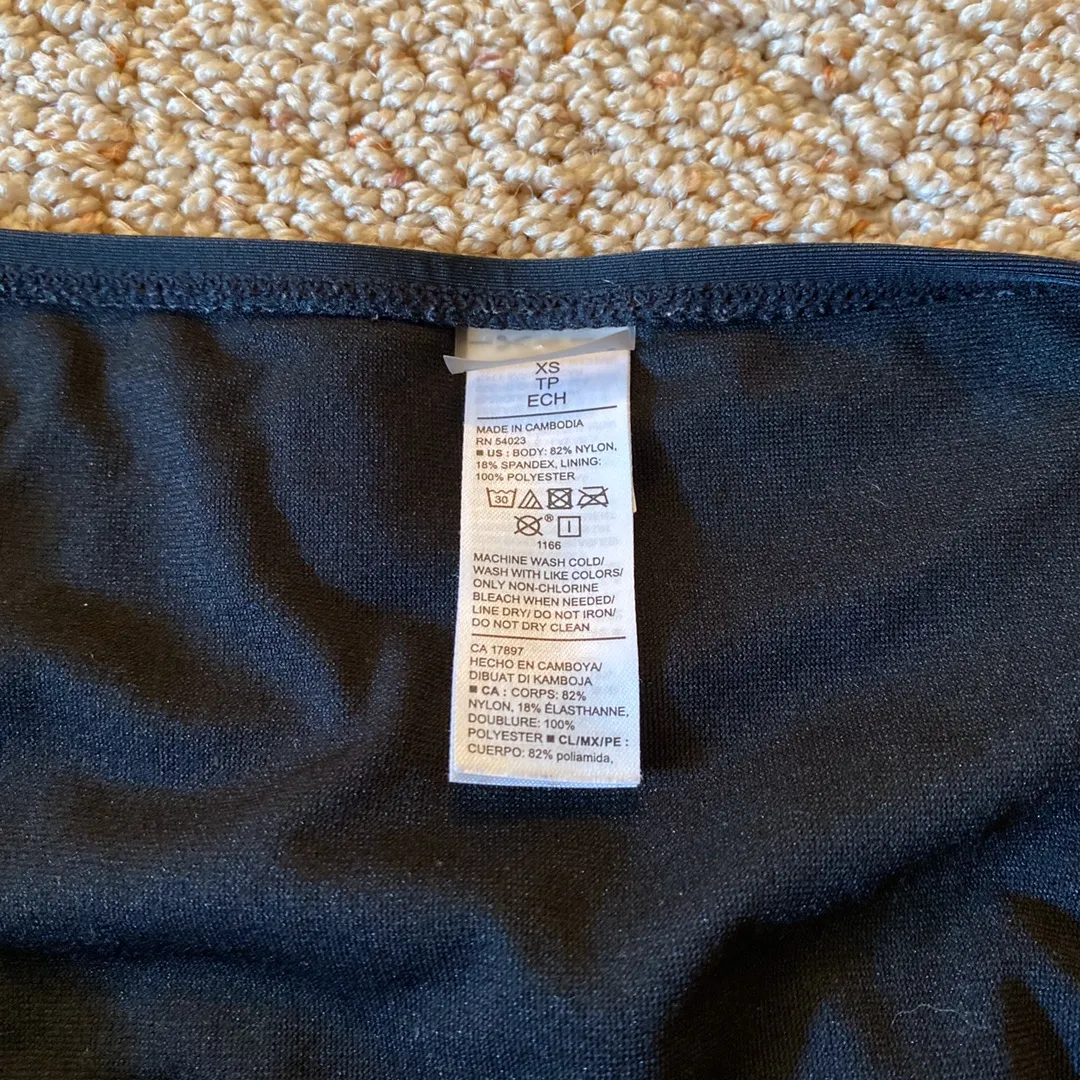 XS
TP
ECH
MADE IN CAMBODIA
RN 54023
■ US : BODY: 82% NYLON,
18% SPANDEX, LINING:
100% POLYESTER
30
®
1166
MACHINE WASH COLD/
WASH WITH LIKE COLORS/
ONLY NON-CHLORINE
BLEACH WHEN NEEDED/
LINE DRY/ DO NOT IRON/
DO NOT DRY CLEAN
CA 17897
HECHO EN CAMBOYA/
DIBUAT DI KAMBOJA
■ CA : CORPS: 82%
NYLON, 18% ÉLASTHANNE,
DOUBLURE: 100%
POLYESTER ■ CL/MX/PE :
CUERPO: 82% poliamida,